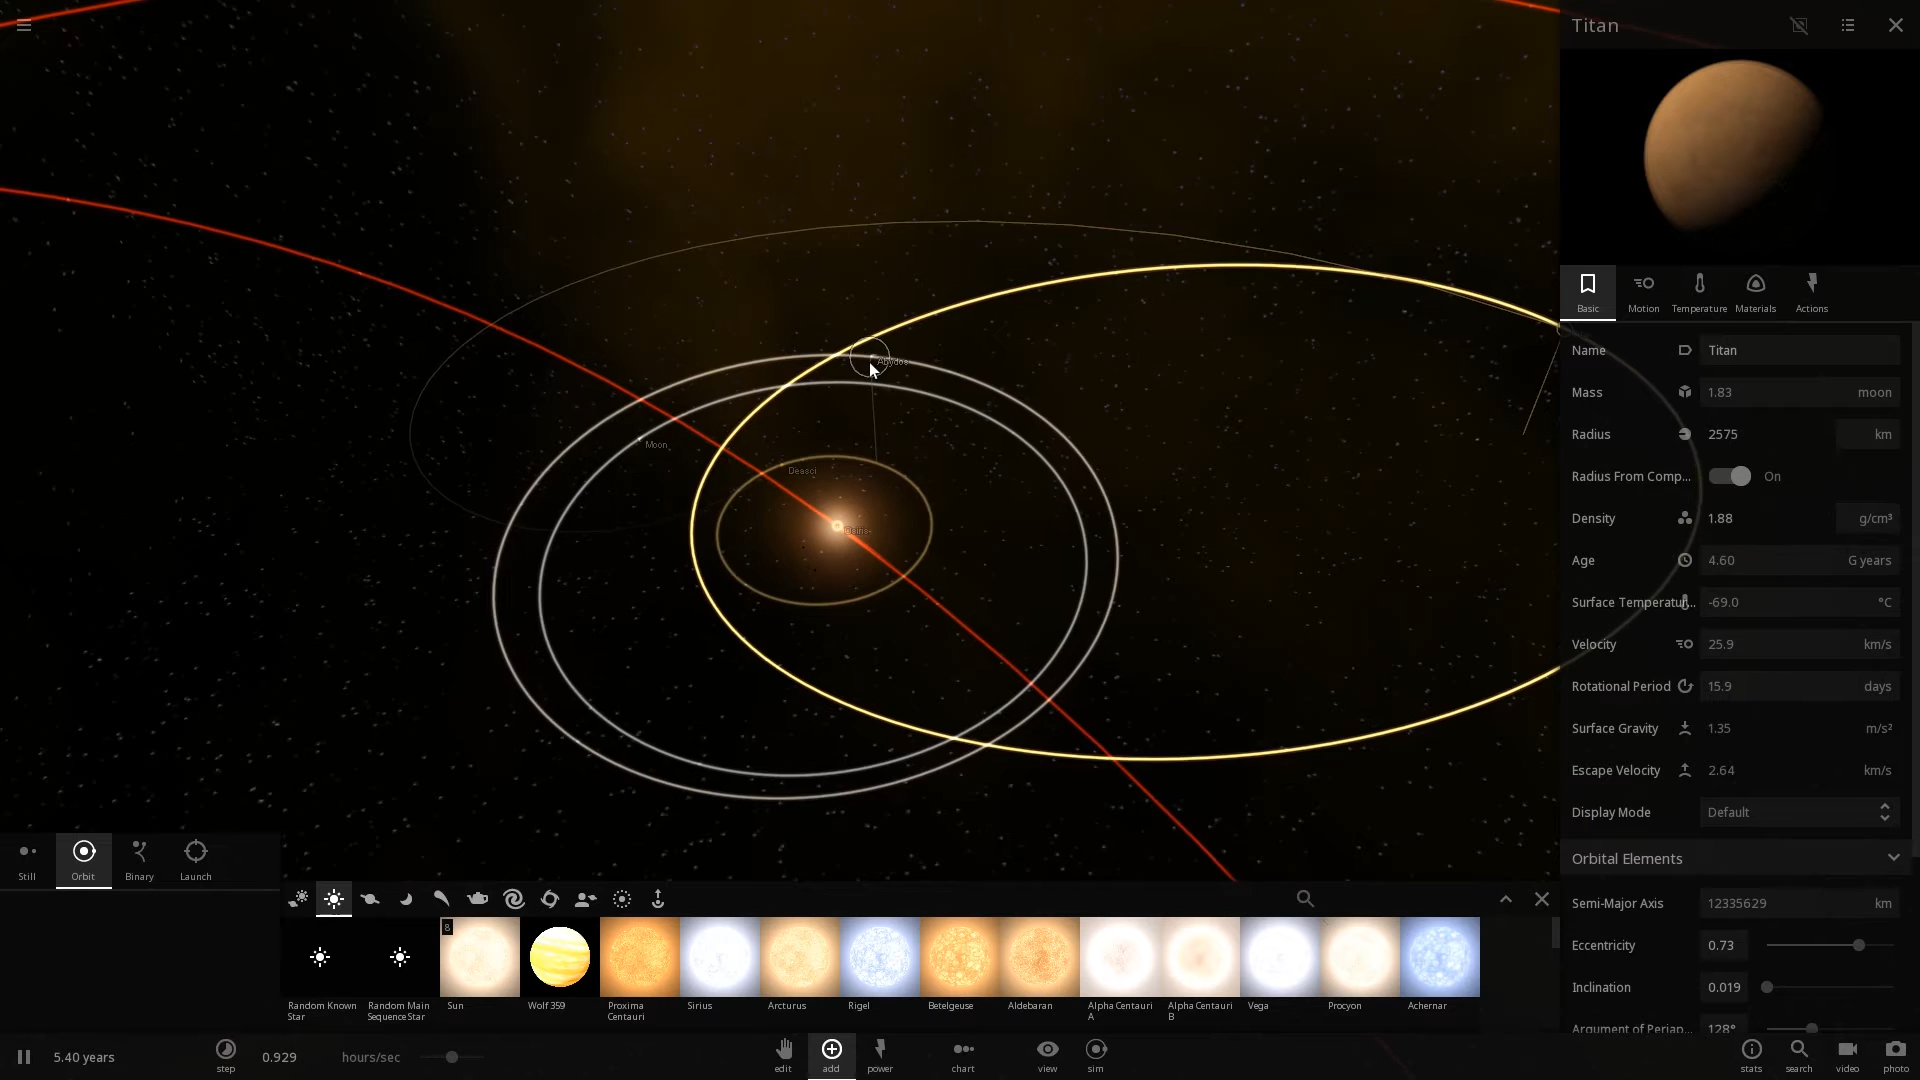 Titan
Basic
Motion
Temperature
Materials
Actions
Name Titan
Mass 1.83 moon
Radius 2575 km
Radius From Comp... On
Density 1.88 g/cm³
Age 4.60 G years
Surface Temperatur... -69.0 °C
Velocity 25.9 km/s
Rotational Period 15.9 days
Surface Gravity 1.35 m/s²
Escape Velocity 2.64 km/s
Display Mode Default
Orbital Elements
Semi-Major Axis 12335629 km
Eccentricity 0.73
Inclination 0.019
Argument of Periap... 128°
Abydos
Moon
Deasci
Still
Orbit
Binary
Launch
8
Random Known
Star
Random Main
Sequence Star
Sun
Wolf 359
Proxima
Centauri
Sirius
Arcturus
Rigel
Betelgeuse
Aldebaran
Alpha Centauri
A
Alpha Centauri
B
Vega
Procyon
Achernar
5.40 years
step
0.929 hours/sec
edit
add
power
chart
view
sim
stats
search
video
photo